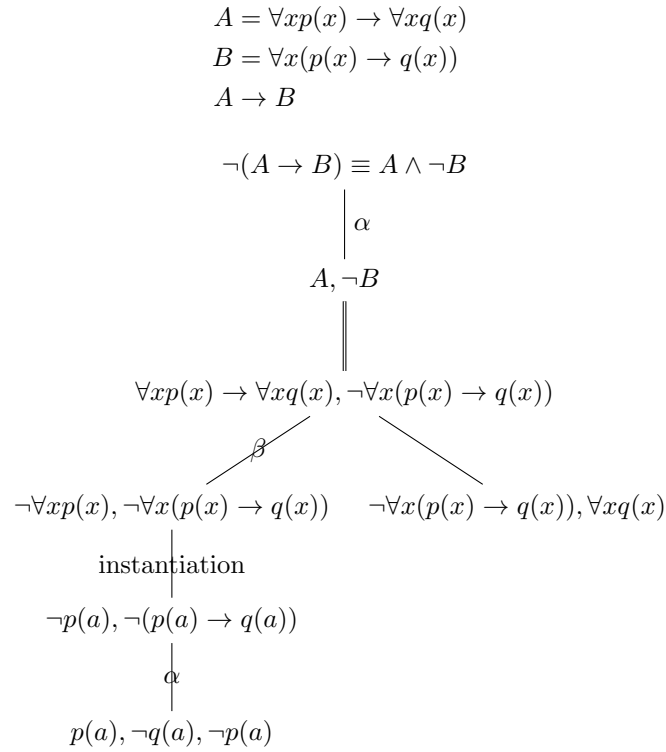 A = ∀xp(x) → ∀xq(x)
B = ∀x(p(x) → q(x))
A → B
¬(A → B) ≡ A ∧ ¬B
α
A, ¬B
∀xp(x) → ∀xq(x), ¬∀x(p(x) → q(x))
β
¬∀xp(x), ¬∀x(p(x) → q(x)) ¬∀x(p(x) → q(x)), ∀xq(x)
instantiation
¬p(a), ¬(p(a) → q(a))
α
p(a), ¬q(a), ¬p(a)